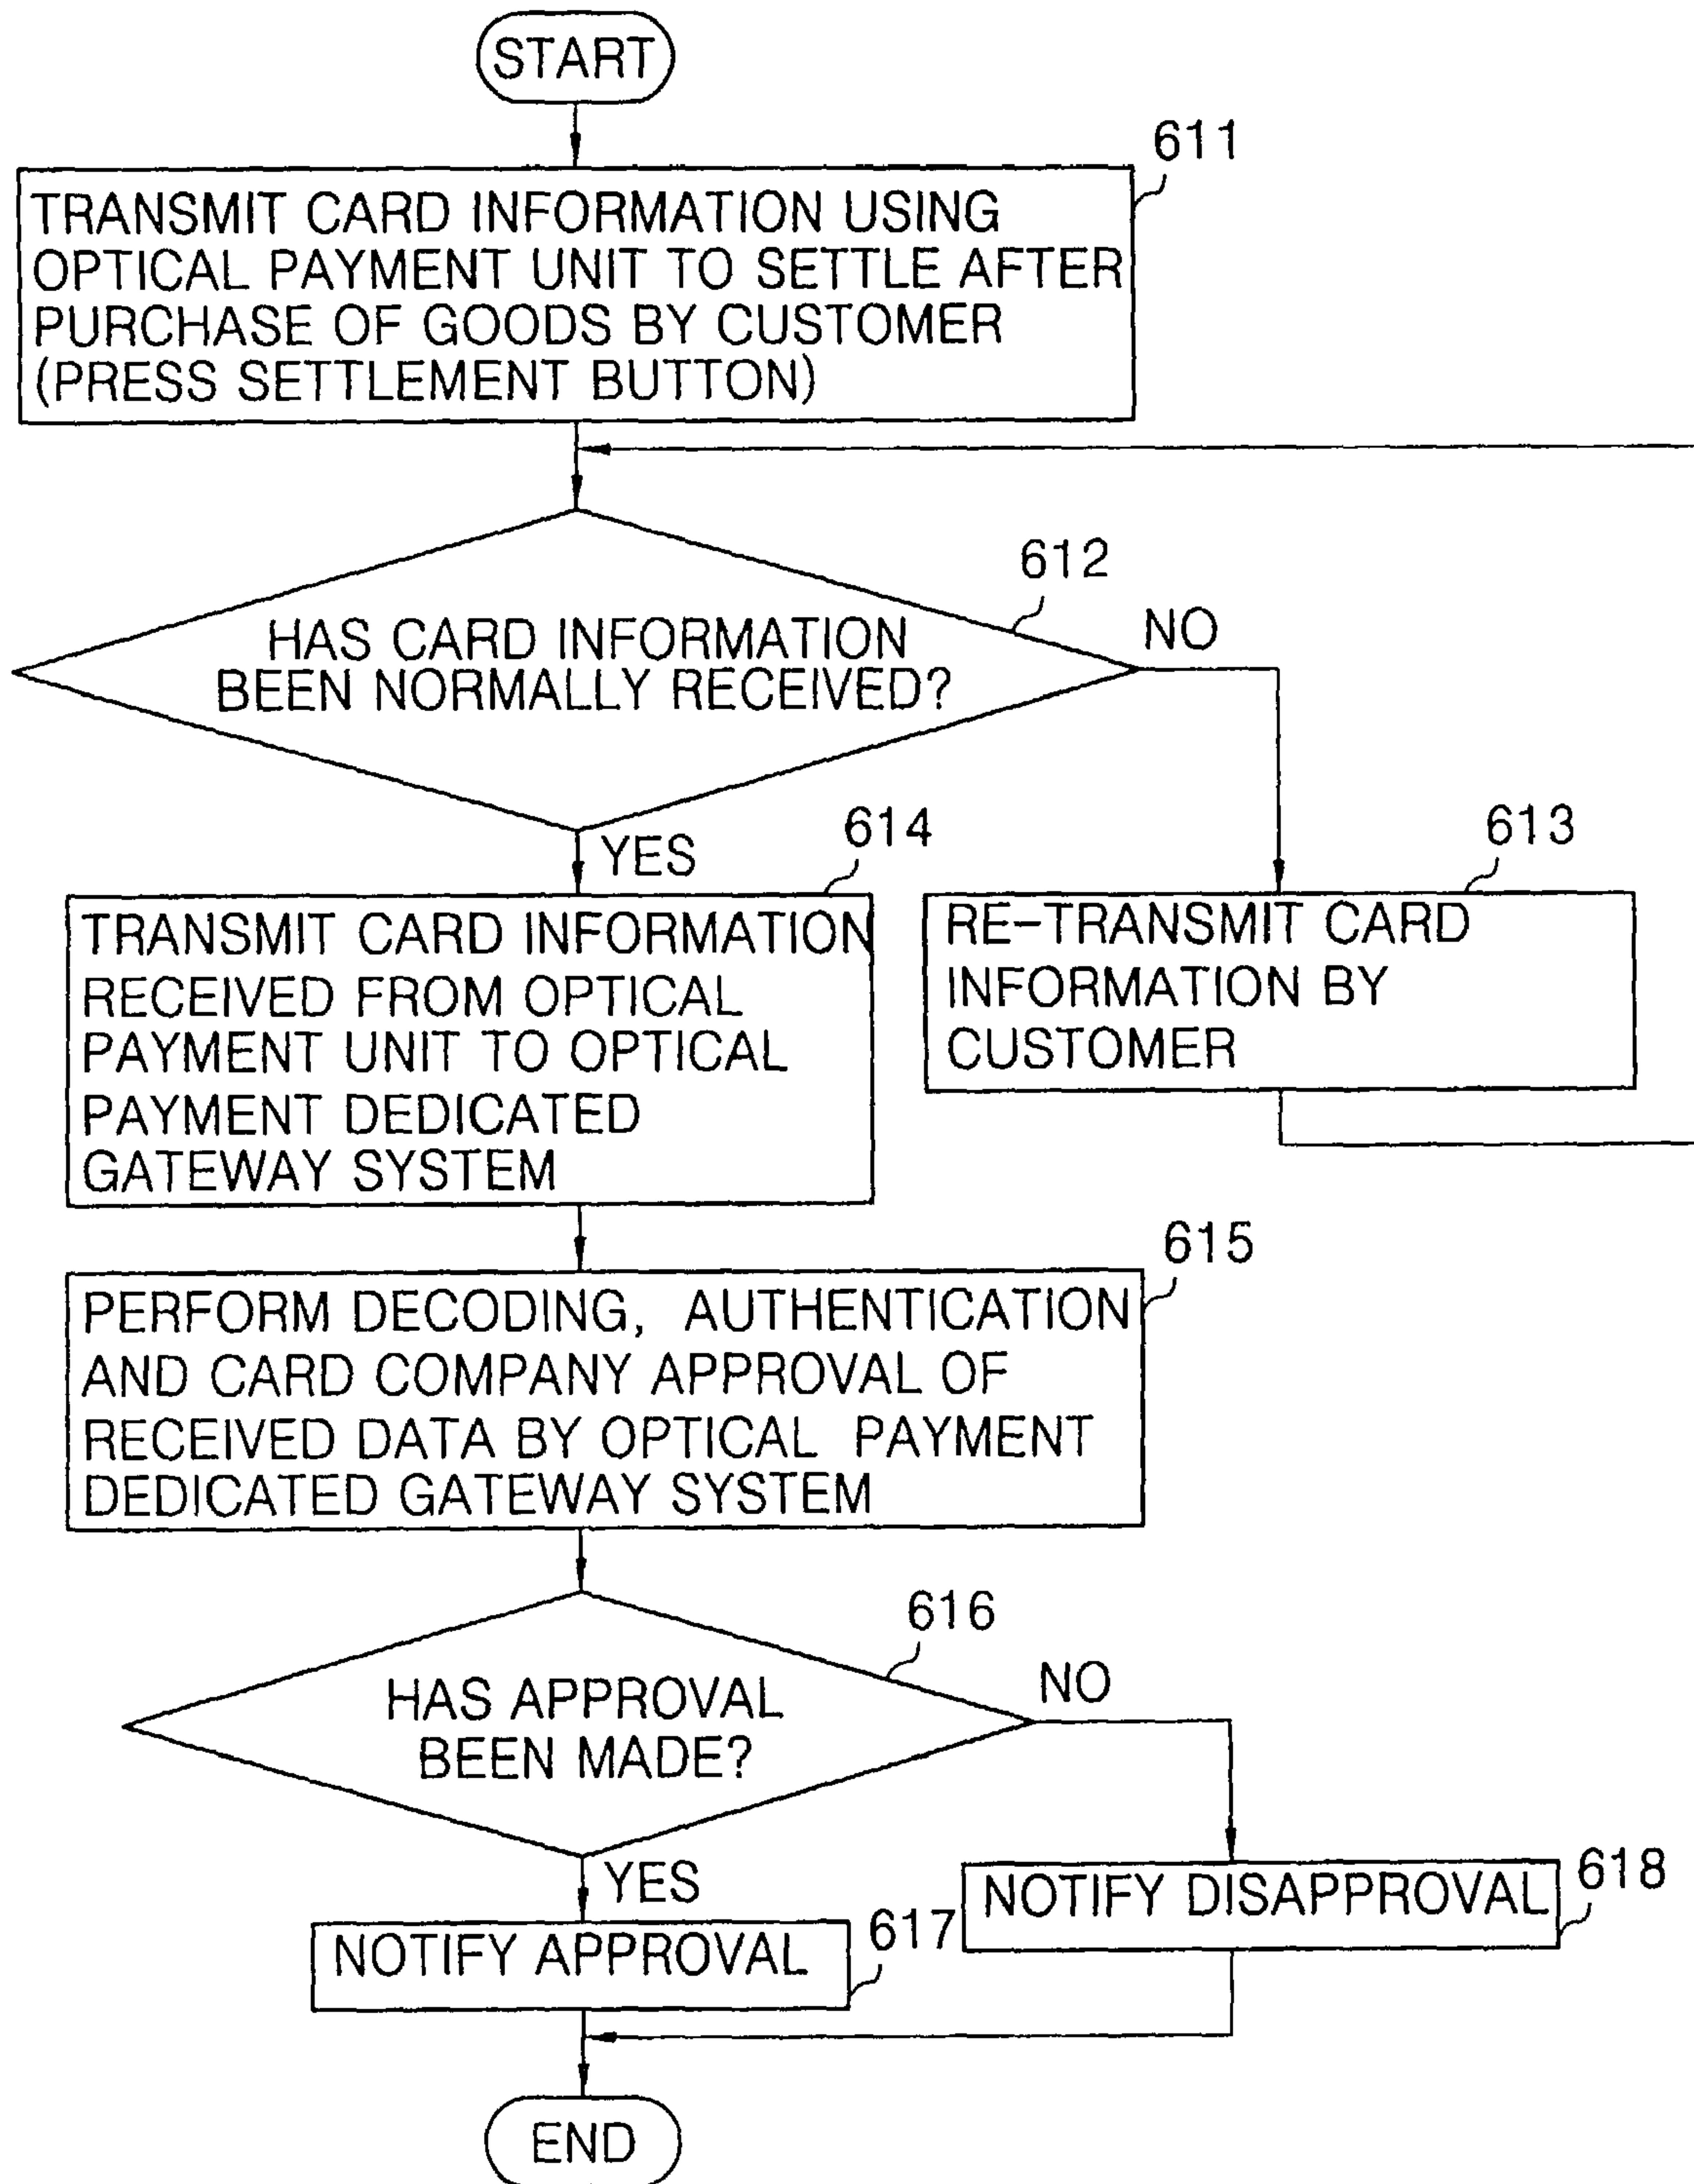 START
611
TRANSMIT CARD INFORMATION USING
OPTICAL PAYMENT UNIT TO SETTLE AFTER
PURCHASE OF GOODS BY CUSTOMER
(PRESS SETTLEMENT BUTTON)
612
HAS CARD INFORMATION
BEEN NORMALLY RECEIVED?
NO
YES
614
TRANSMIT CARD INFORMATION
RECEIVED FROM OPTICAL
PAYMENT UNIT TO OPTICAL
PAYMENT DEDICATED
GATEWAY SYSTEM
613
RE-TRANSMIT CARD
INFORMATION BY
CUSTOMER
615
PERFORM DECODING, AUTHENTICATION
AND CARD COMPANY APPROVAL OF
RECEIVED DATA BY OPTICAL PAYMENT
DEDICATED GATEWAY SYSTEM
616
HAS APPROVAL
BEEN MADE?
NO
YES
617
NOTIFY APPROVAL
618
NOTIFY DISAPPROVAL
END